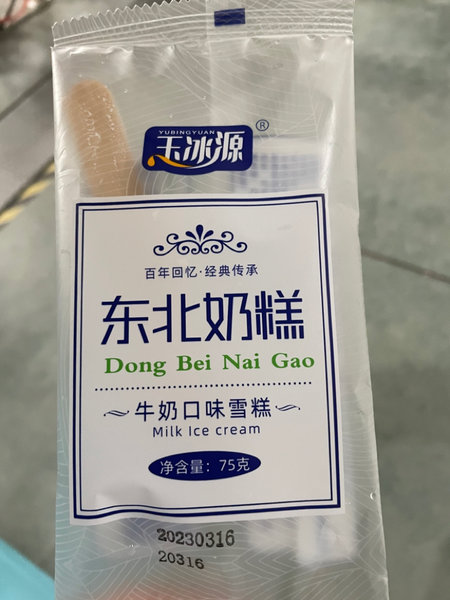 YUBINGYUAN
玉冰源®
百年回忆·经典传承
东北奶糕
Dong Bei Nai Gao
牛奶口味雪糕
Milk Ice cream
净含量：75克
20230316
20316